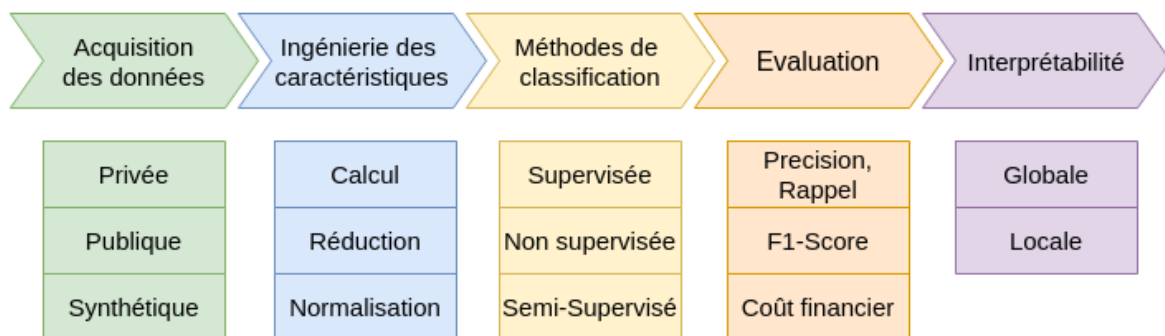 Acquisition
des données
Ingénierie des
caractéristiques
Méthodes de
classification
Evaluation
Interprétabilité
Privée
Calcul
Supervisée
Precision,
Rappel
Globale
Publique
Réduction
Non supervisée
F1-Score
Locale
Synthétique
Normalisation
Semi-Supervisé
Coût financier